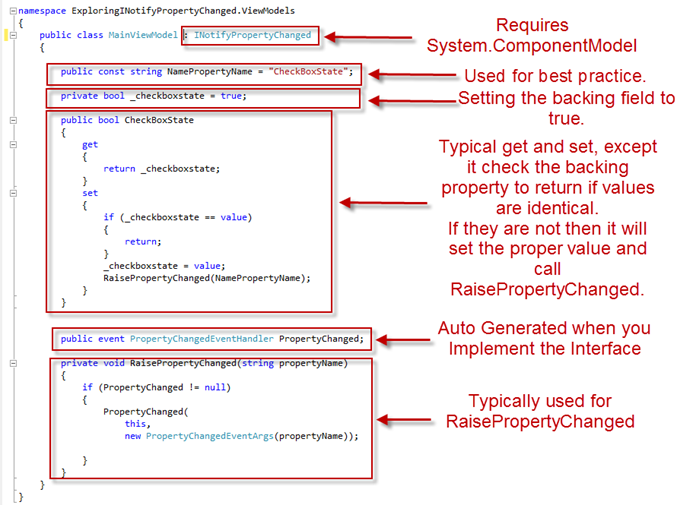 namespace ExploringINotifyPropertyChanged.ViewModels
{
public class MainViewModel : INotifyPropertyChanged
{
public const string NamePropertyName = "CheckBoxState";
private bool _checkboxstate = true;
public bool CheckBoxState
{
get
{
return _checkboxstate;
}
set
{
if (_checkboxstate == value)
{
return;
}
_checkboxstate = value;
RaisePropertyChanged(NamePropertyName);
}
}
public event PropertyChangedEventHandler PropertyChanged;
private void RaisePropertyChanged(string propertyName)
{
if (PropertyChanged != null)
{
PropertyChanged(
this,
new PropertyChangedEventArgs(propertyName));
}
}
}
}
Requires
System.ComponentModel
Used for best practice.
Setting the backing field to
true.
Typical get and set, except
it check the backing
property to return if values
are identical.
If they are not then it will
set the proper value and
call
RaisePropertyChanged.
Auto Generated when you
Implement the Interface
Typically used for
RaisePropertyChanged